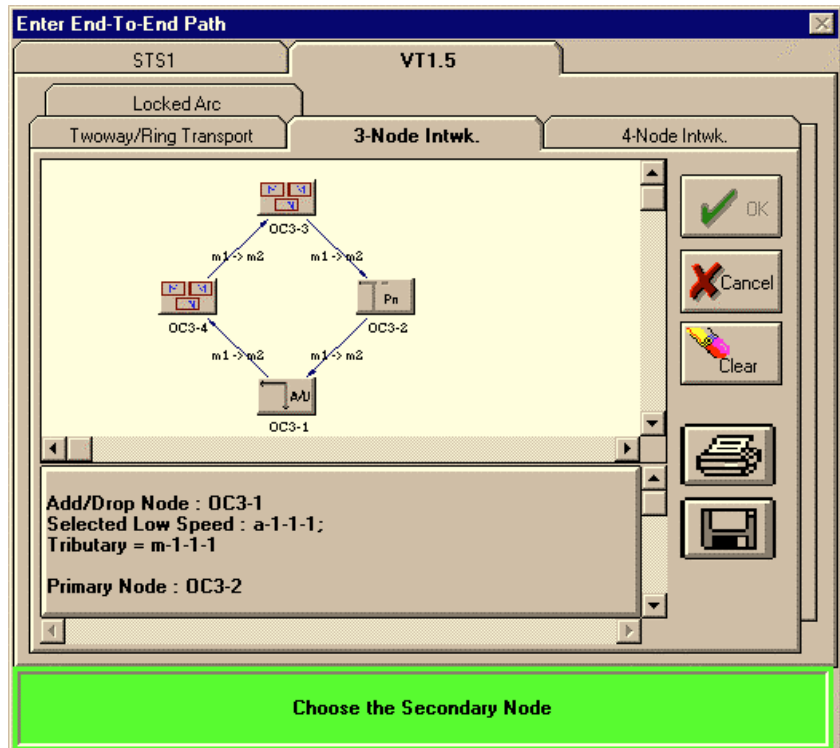 Enter End-To-End Path
STS1
VT1.5
Locked Arc
Twoway/Ring Transport
3-Node Intwk.
4-Node Intwk.
OC3-3
m1 -> m2
m1 -> m2
OC3-4
Pn
OC3-2
m1 -> m2
m1 -> m2
A/U
OC3-1
OK
Cancel
Clear
Add/Drop Node : OC3-1
Selected Low Speed : a-1-1-1;
Tributary = m-1-1-1
Primary Node : OC3-2
Choose the Secondary Node